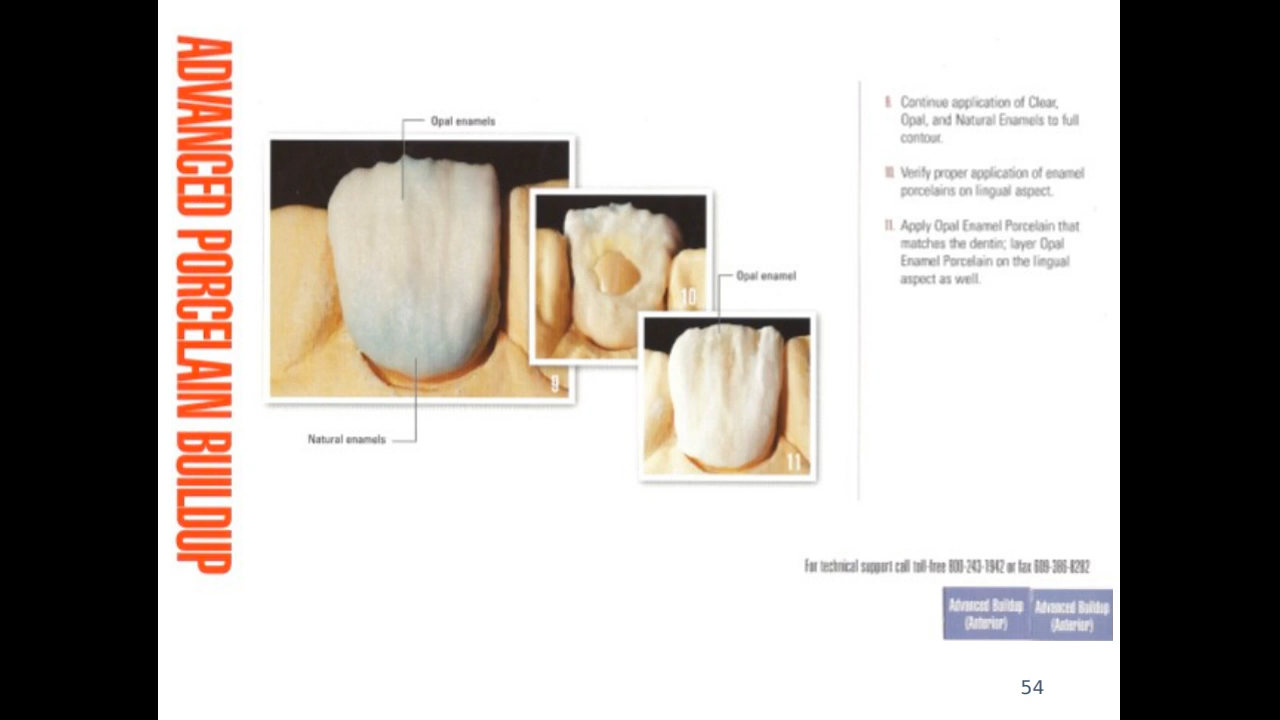 ADVANCED PORCELAIN BUILDUP
Opal enamels
9
Natural enamels
10
Opal enamel
11
9. Continue application of Clear,
Opal, and Natural Enamels to full
contour.
10. Verify proper application of enamel
porcelains on lingual aspect.
11. Apply Opal Enamel Porcelain that
matches the dentin; layer Opal
Enamel Porcelain on the lingual
aspect as well.
For technical support call toll-free 800-243-1942 or fax 609-386-8282
Advanced Buildup
(Anterior)
Advanced Buildup
(Anterior)
54